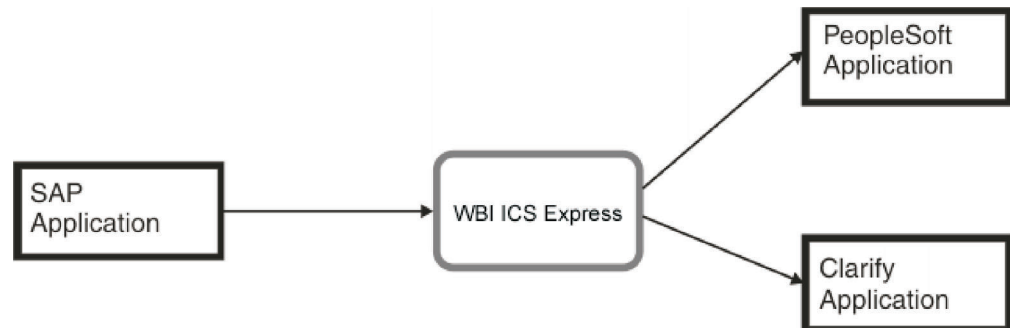 PeopleSoft
Application
SAP
Application
WBI ICS Express
Clarify
Application